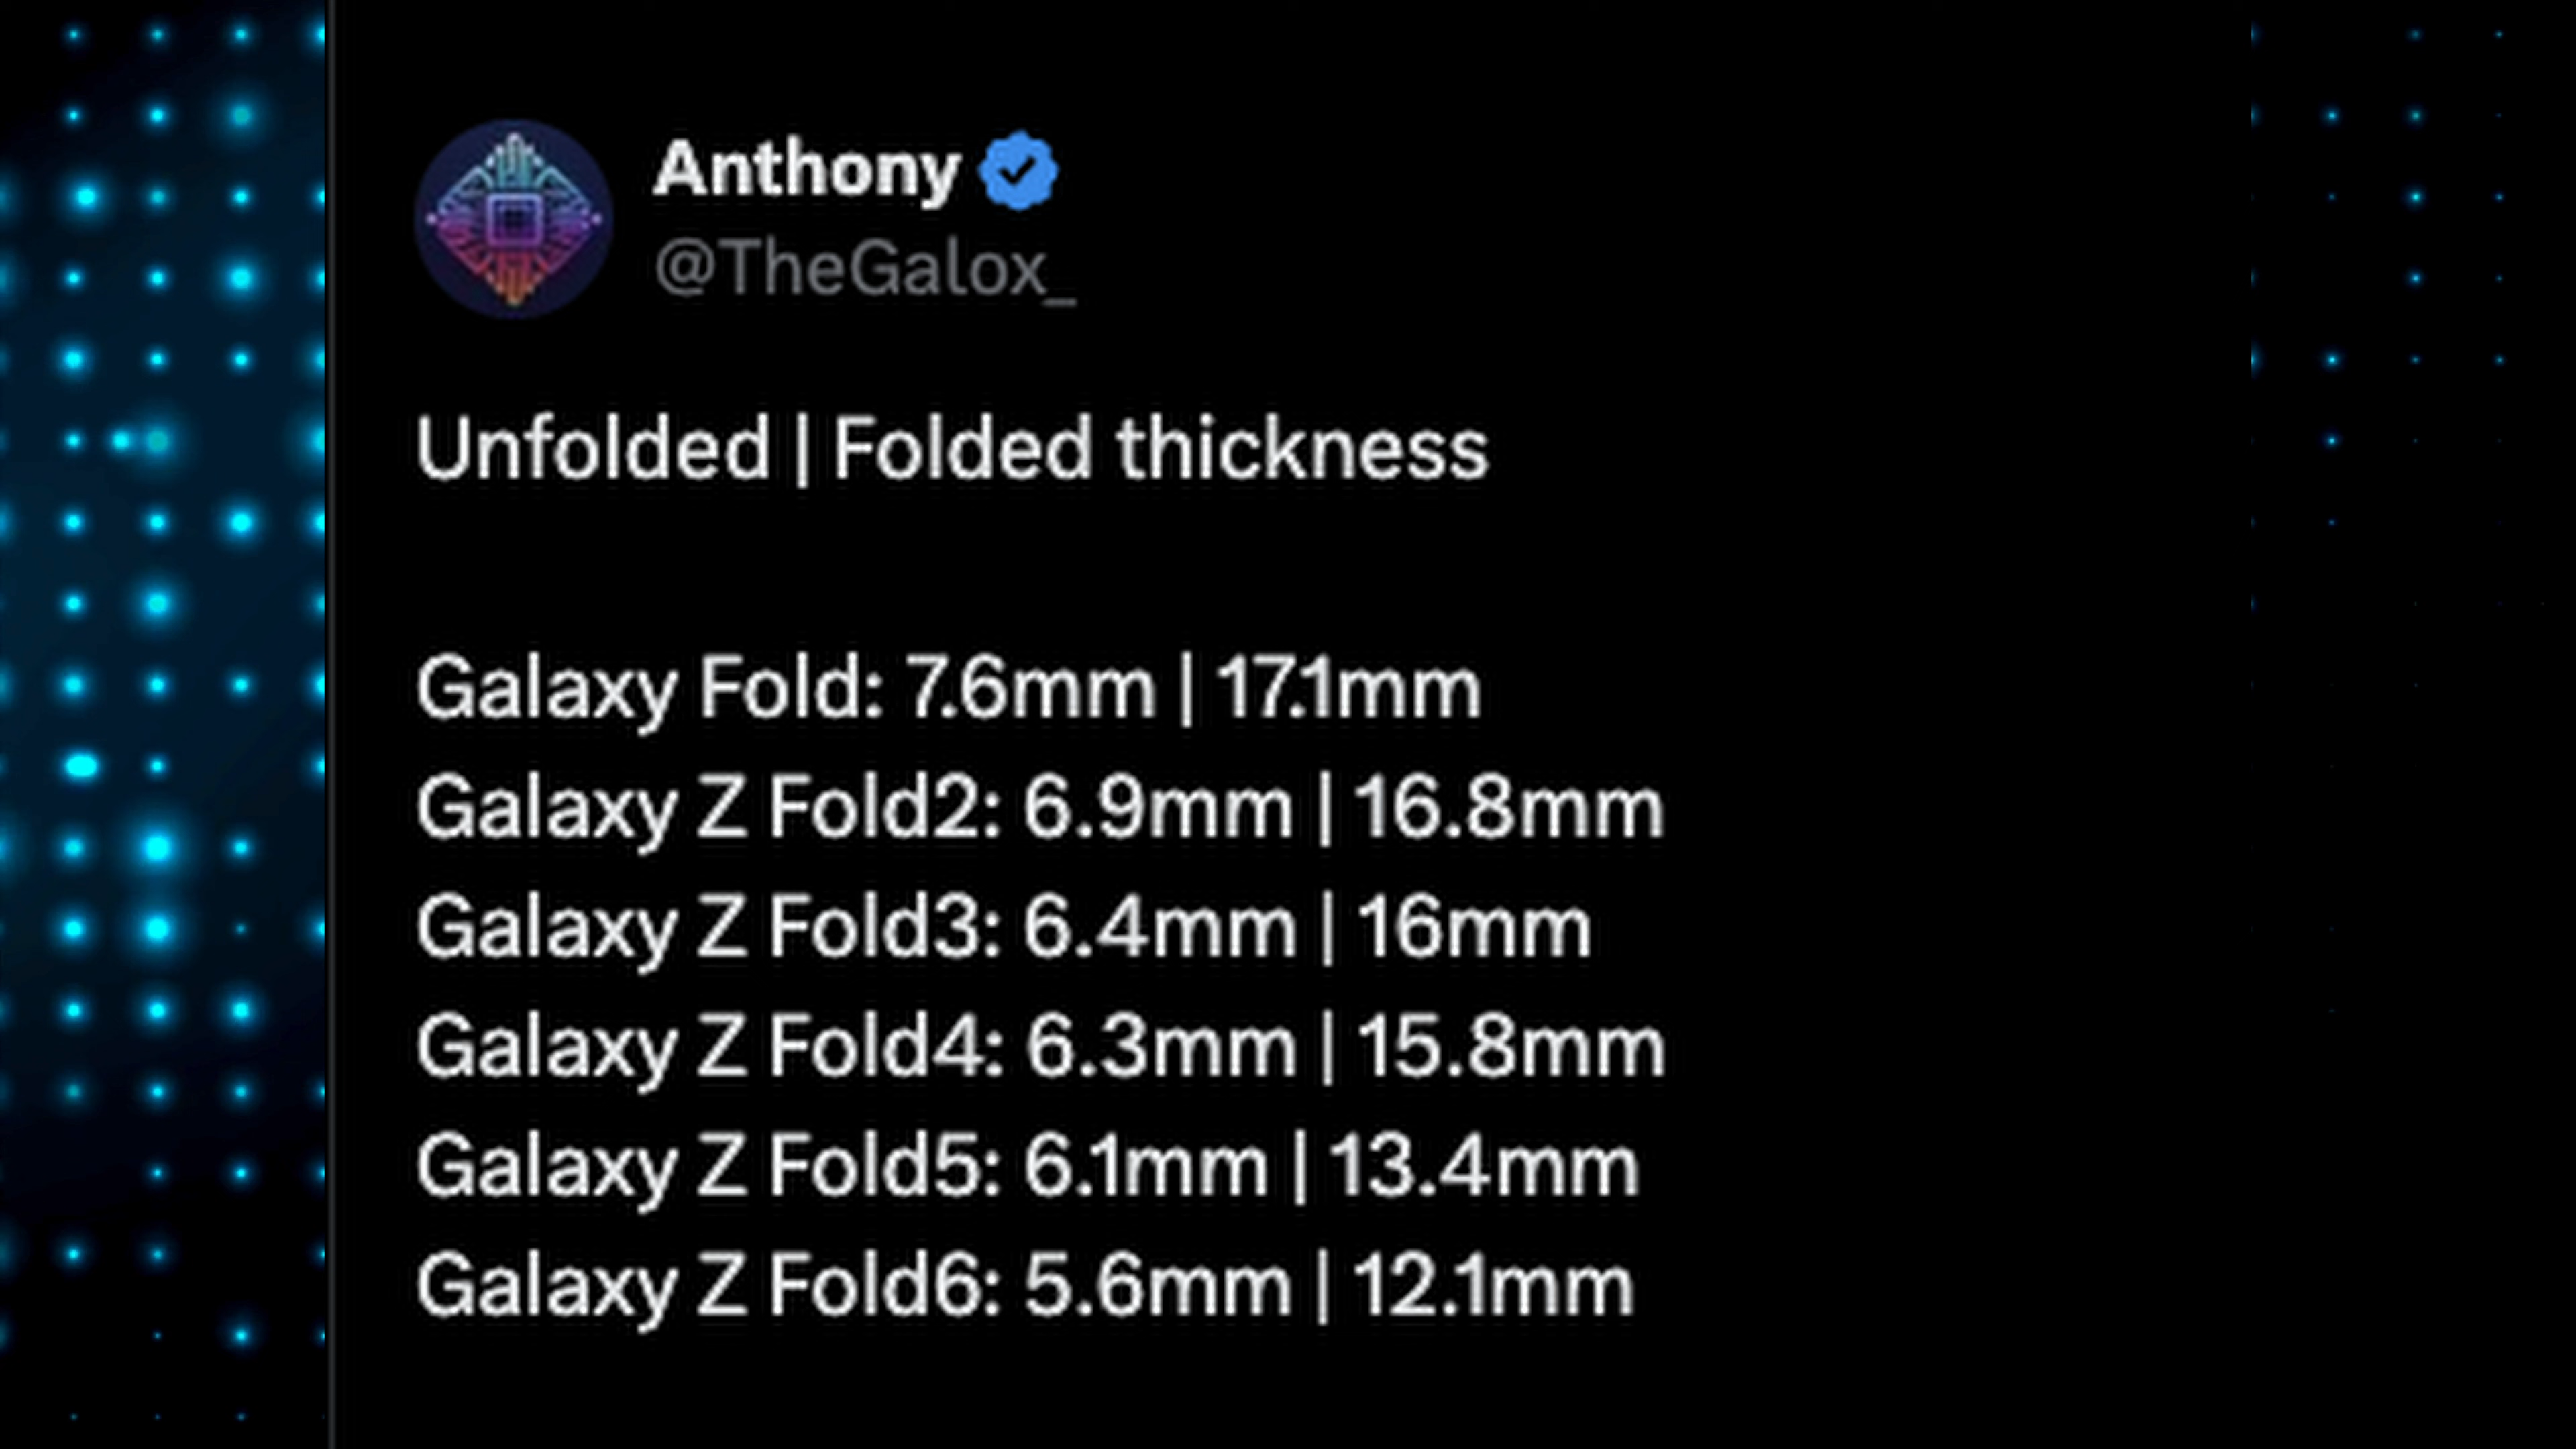 Anthony
@TheGalox_
Unfolded | Folded thickness
Galaxy Fold: 7.6mm | 17.1mm
Galaxy Z Fold2: 6.9mm | 16.8mm
Galaxy Z Fold3: 6.4mm | 16mm
Galaxy Z Fold4: 6.3mm | 15.8mm
Galaxy Z Fold5: 6.1mm | 13.4mm
Galaxy Z Fold6: 5.6mm | 12.1mm